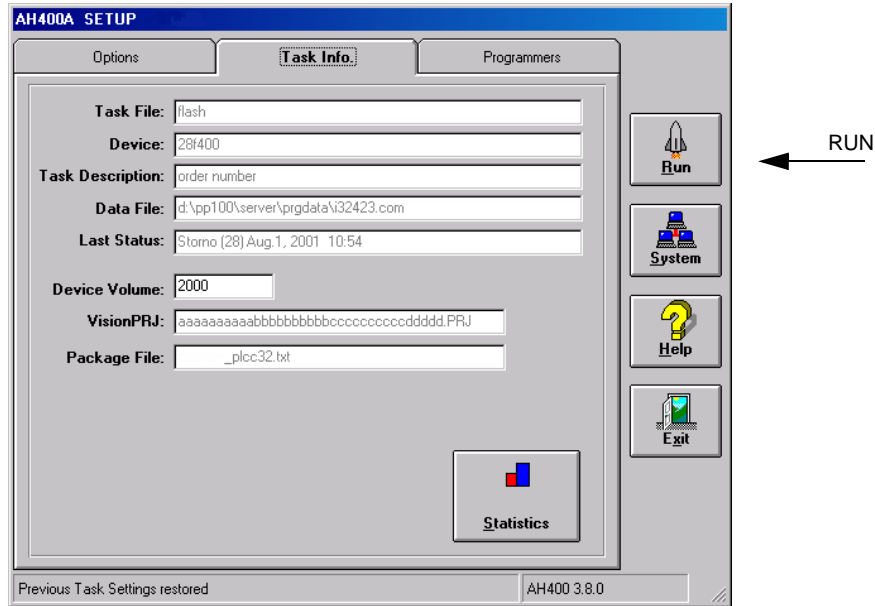 AH400A SETUP
Options
Task Info.
Programmers
Task File: flash
Device: 28f400
Task Description: order number
Data File: d:\pp100\server\prgdata\i32423.com
Last Status: Storno (28) Aug.1, 2001 10:54
Device Volume: 2000
VisionPRJ: aaaaaaaaaabbbbbbbbbbccccccccccddddd.PRJ
Package File: _plcc32.txt
Statistics
Run
System
Help
Exit
RUN
Previous Task Settings restored
AH400 3.8.0